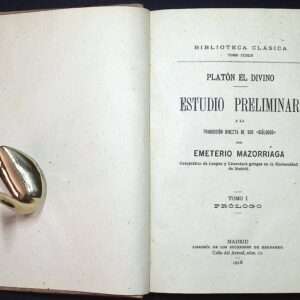 BIBLIOTECA CLÁSICA
PLATÓN EL DIVINO
ESTUDIO PRELIMINAR
A LA
TRADUCCIÓN DIRECTA DE SUS «DIÁLOGOS»
POR
EMETERIO MAZORRIAGA
Catedrático de Lengua y Literatura griegas en la Universidad
de Madrid.
TOMO I
PRÓLOGO
MADRID
LIBRERÍA DE LOS SUCESORES DE HERNANDO
Calle del Arenal, núm. 11.
1918